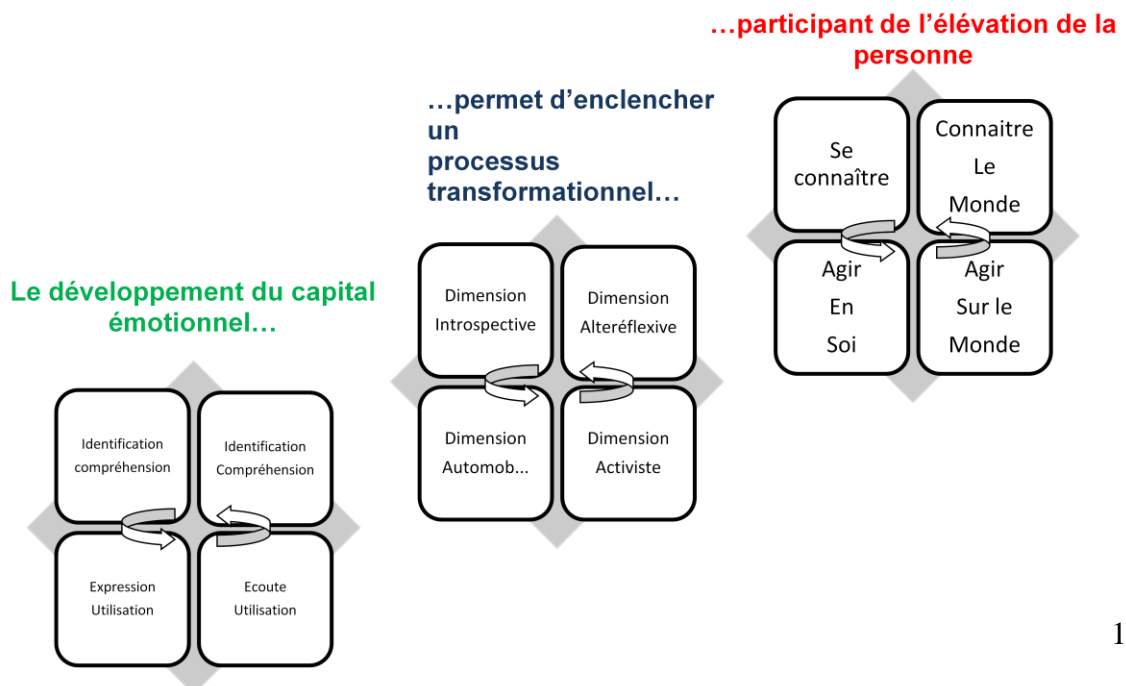 …participant de l’élévation de la
personne
…permet d’enclencher
un
processus
transformationnel…
Le développement du capital
émotionnel…
Se
connaître
Connaitre
Le
Monde
Agir
En
Soi
Agir
Sur le
Monde
Dimension
Introspective
Dimension
Alteréflexive
Dimension
Automob...
Dimension
Activiste
Identification
compréhension
Identification
Compréhension
Expression
Utilisation
Ecoute
Utilisation
1